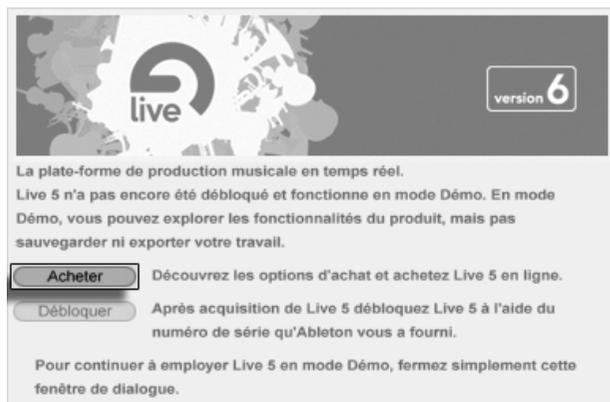 live
version 6
La plate-forme de production musicale en temps réel.
Live 5 n'a pas encore été débloqué et fonctionne en mode Démo. En mode
Démo, vous pouvez explorer les fonctionnalités du produit, mais pas
sauvegarder ni exporter votre travail.
Acheter Découvrez les options d'achat et achetez Live 5 en ligne.
Débloquer Après acquisition de Live 5 débloquez Live 5 à l'aide du
numéro de série qu'Ableton vous a fourni.
Pour continuer à employer Live 5 en mode Démo, fermez simplement cette
fenêtre de dialogue.